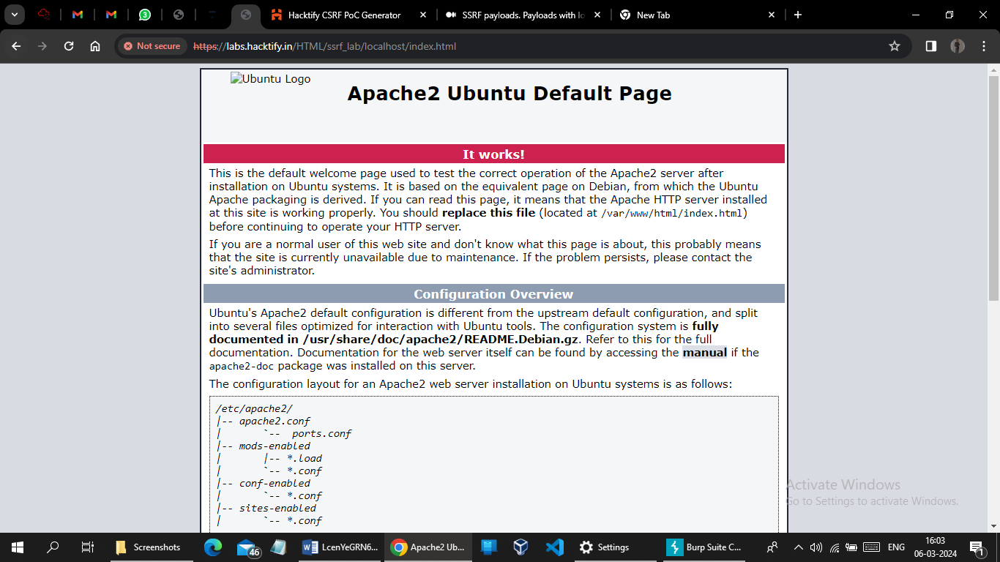 Hacktify CSRF PoC Generator
SSRF payloads. Payloads with lo
New Tab
3
Not secure
https://labs.hacktify.in/HTML/ssrf_lab/localhost/index.html
Ubuntu Logo
Apache2 Ubuntu Default Page
It works!
This is the default welcome page used to test the correct operation of the Apache2 server after
installation on Ubuntu systems. It is based on the equivalent page on Debian, from which the Ubuntu
Apache packaging is derived. If you can read this page, it means that the Apache HTTP server installed
at this site is working properly. You should replace this file (located at /var/www/html/index.html)
before continuing to operate your HTTP server.
If you are a normal user of this web site and don't know what this page is about, this probably means
that the site is currently unavailable due to maintenance. If the problem persists, please contact the
site's administrator.
Configuration Overview
Ubuntu's Apache2 default configuration is different from the upstream default configuration, and split
into several files optimized for interaction with Ubuntu tools. The configuration system is fully
documented in /usr/share/doc/apache2/README.Debian.gz. Refer to this for the full
documentation. Documentation for the web server itself can be found by accessing the manual if the
apache2-doc package was installed on this server.
The configuration layout for an Apache2 web server installation on Ubuntu systems is as follows:
/etc/apache2/
|-- apache2.conf
|       `--  ports.conf
|-- mods-enabled
|       |-- *.load
|       `-- *.conf
|-- conf-enabled
|       `-- *.conf
|-- sites-enabled
|       `-- *.conf
Activate Windows
Go to Settings to activate Windows.
Screenshots
46
LcenYeGRN6...
Apache2 Ub...
Settings
Burp Suite C...
ENG
16:03
06-03-2024
1